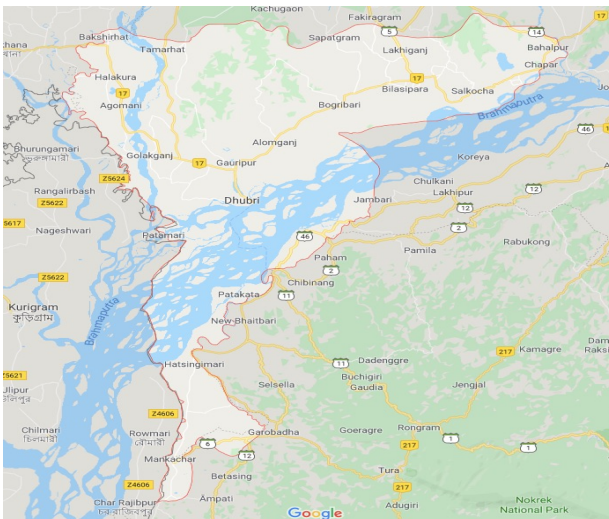 Kachugaon
Fakiragram
17
Bakshirhat
Sapatgram
5
14
Tamarhat
Lakhiganj
Bahalpur
থানা
Chapar
Halakura
17
17
Bilasipara
Salkocha
Agomani
Bogribari
Brahmaputra
46
Bhurungamari
Alomganj
Golakganj
17
Gauripur
Koreya
Z5624
Chulkani
Rangalirbash
Lakhipur
12
Z5622
Dhubri
Jambari
12
Z5617
Nageshwari
2
Patamari
46
Rabukong
Pamila
Paham
2
Z5622
Chibinang
Patakata
11
Kurigram
কুড়িগ্রাম
New-Bhaitbari
Brahmaputra
217
Kamagre
Dadenggre
11
Hatsingimari
Z5621
Buchigiri
Gaudia
Selsella
Jengjal
Z4606
Chilmari
চিলমারী
Rowmari
রৌমারী
Garobadha
Goeragre
Rongram
1
6
217
1
Mankachar
12
Tura
Betasing
Z4606
217
Char Rajibpur
চর-রাজিবপুর
Ampati
Adugiri
Nokrek
National Park
Google